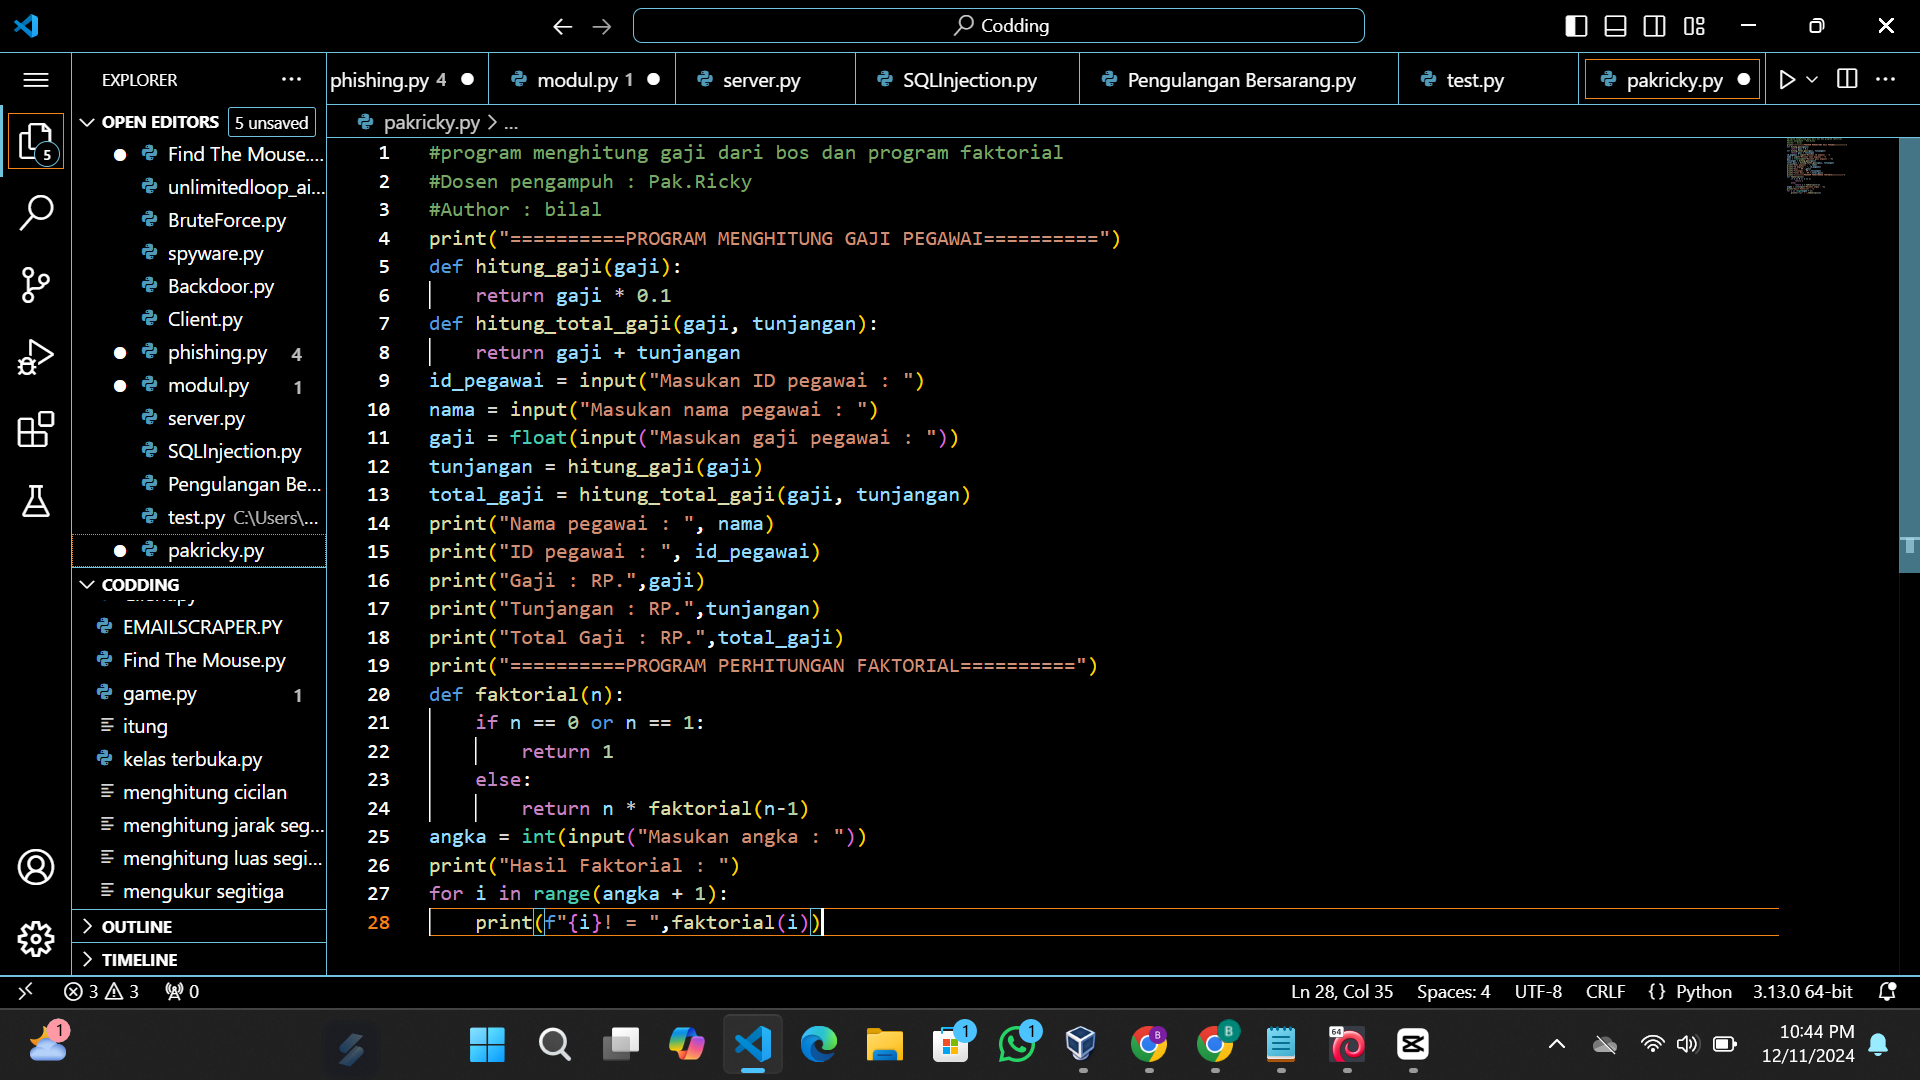 Codding
EXPLORER
phishing.py 4
modul.py 1
server.py
SQLInjection.py
Pengulangan Bersarang.py
test.py
pakricky.py
OPEN EDITORS 5 unsaved
5
Find The Mouse....
unlimitedloop_ai...
BruteForce.py
spyware.py
Backdoor.py
Client.py
phishing.py 4
modul.py 1
server.py
SQLInjection.py
Pengulangan Be...
test.py C:\Users\...
pakricky.py
CODDING
EMAILSCRAPER.PY
Find The Mouse.py
game.py 1
itung
kelas terbuka.py
menghitung cicilan
menghitung jarak seg...
menghitung luas segi...
mengukur segitiga
OUTLINE
TIMELINE
pakricky.py > ...
1 #program menghitung gaji dari bos dan program faktorial
2 #Dosen pengampuh : Pak.Ricky
3 #Author : bilal
4 print("==========PROGRAM MENGHITUNG GAJI PEGAWAI==========")
5 def hitung_gaji(gaji):
6     return gaji * 0.1
7 def hitung_total_gaji(gaji, tunjangan):
8     return gaji + tunjangan
9 id_pegawai = input("Masukan ID pegawai : ")
10 nama = input("Masukan nama pegawai : ")
11 gaji = float(input("Masukan gaji pegawai : "))
12 tunjangan = hitung_gaji(gaji)
13 total_gaji = hitung_total_gaji(gaji, tunjangan)
14 print("Nama pegawai : ", nama)
15 print("ID pegawai : ", id_pegawai)
16 print("Gaji : RP.",gaji)
17 print("Tunjangan : RP.",tunjangan)
18 print("Total Gaji : RP.",total_gaji)
19 print("==========PROGRAM PERHITUNGAN FAKTORIAL==========")
20 def faktorial(n):
21     if n == 0 or n == 1:
22         return 1
23     else:
24         return n * faktorial(n-1)
25 angka = int(input("Masukan angka : "))
26 print("Hasil Faktorial : ")
27 for i in range(angka + 1):
28     print(f"{i}! = ",faktorial(i))
3 3 0
Ln 28, Col 35 Spaces: 4 UTF-8 CRLF {} Python 3.13.0 64-bit
1
1
1
B
B
64
10:44 PM
12/11/2024